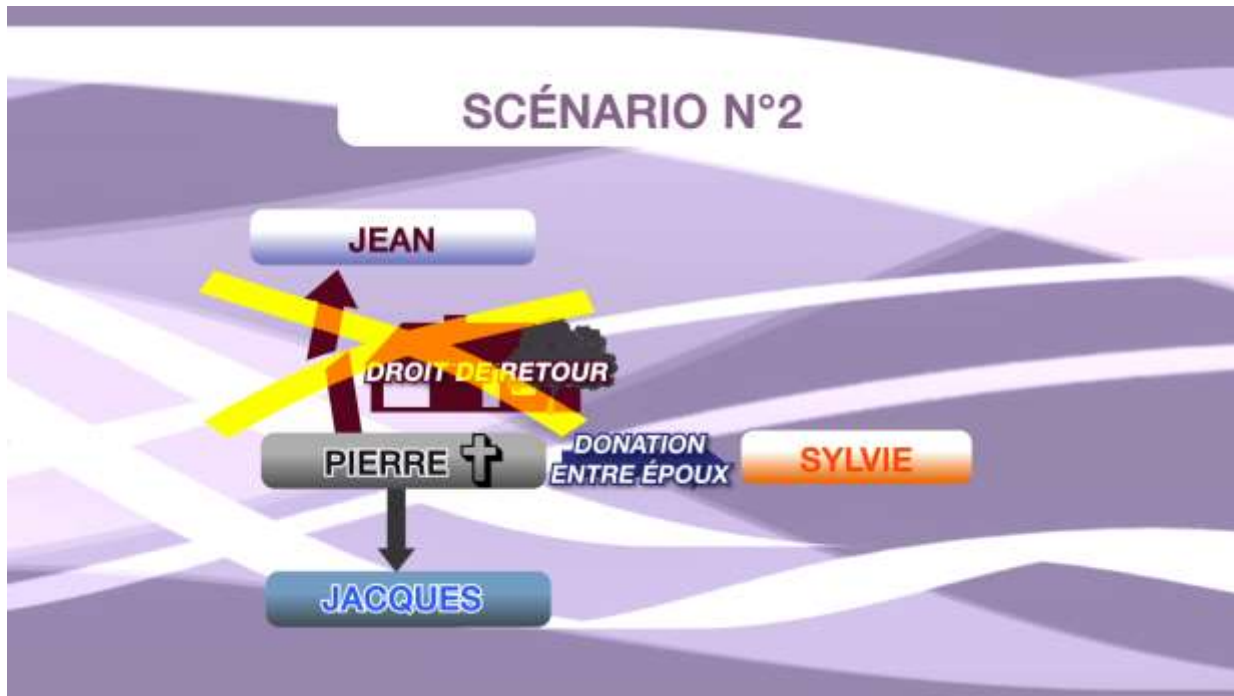 SCÉNARIO N°2
JEAN
DROIT DE RETOUR
PIERRE
DONATION
ENTRE ÉPOUX
SYLVIE
JACQUES